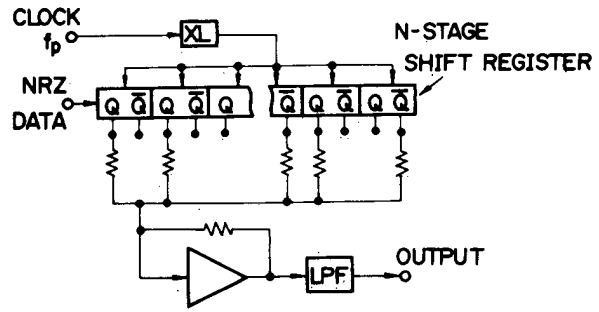 CLOCK
fp
XL
N-STAGE
SHIFT REGISTER
NRZ
DATA
Q Q̅ Q Q̅ Q Q̅ Q Q̅ Q Q̅
OUTPUT
LPF